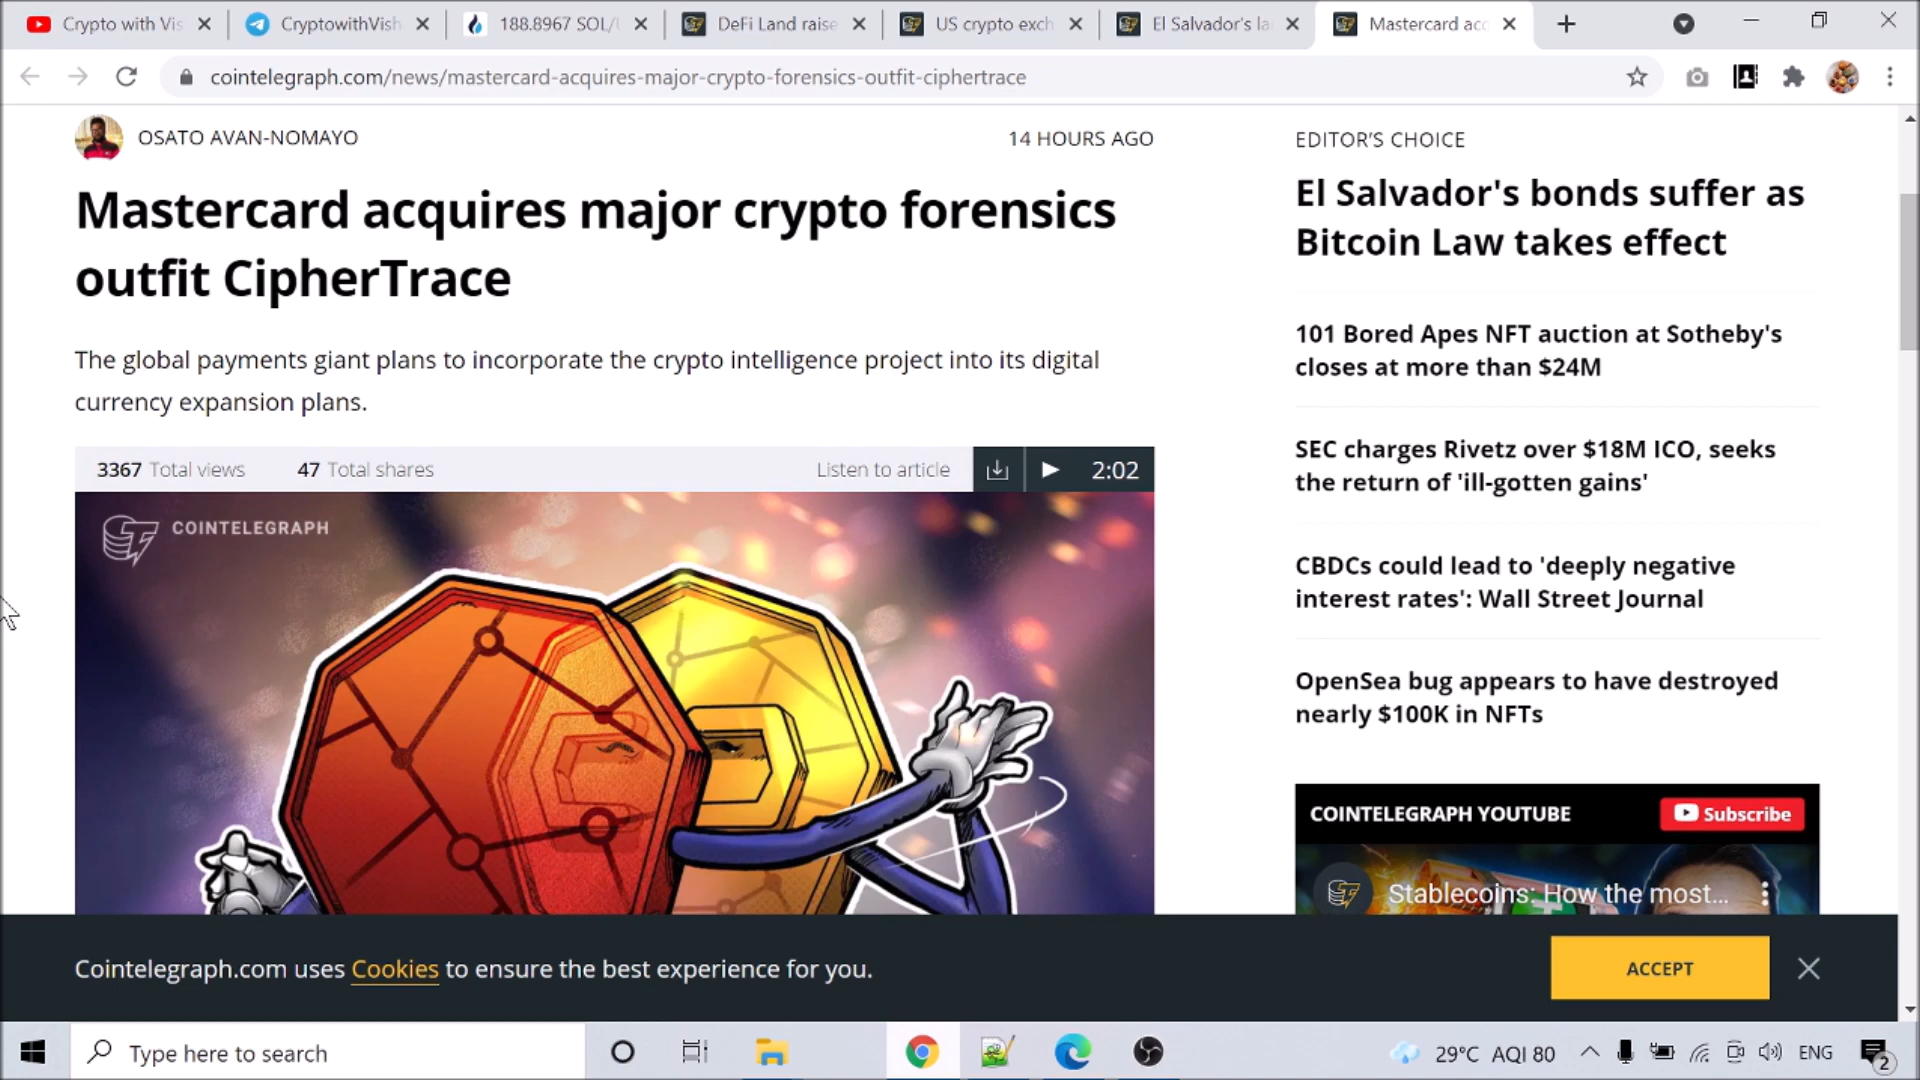 Crypto with Vis
CryptowithVish
188.8967 SOL/U
DeFi Land raise
US crypto exch
El Salvador's la
Mastercard acq
cointelegraph.com/news/mastercard-acquires-major-crypto-forensics-outfit-ciphertrace
OSATO AVAN-NOMAYO
14 HOURS AGO
Mastercard acquires major crypto forensics
outfit CipherTrace
The global payments giant plans to incorporate the crypto intelligence project into its digital
currency expansion plans.
3367 Total views
47 Total shares
Listen to article
2:02
COINTELEGRAPH
EDITOR'S CHOICE
El Salvador's bonds suffer as
Bitcoin Law takes effect
101 Bored Apes NFT auction at Sotheby's
closes at more than $24M
SEC charges Rivetz over $18M ICO, seeks
the return of 'ill-gotten gains'
CBDCs could lead to 'deeply negative
interest rates': Wall Street Journal
OpenSea bug appears to have destroyed
nearly $100K in NFTs
COINTELEGRAPH YOUTUBE
Subscribe
Stablecoins: How the most...
Cointelegraph.com uses Cookies to ensure the best experience for you.
ACCEPT
Type here to search
29°C AQI 80
ENG
2